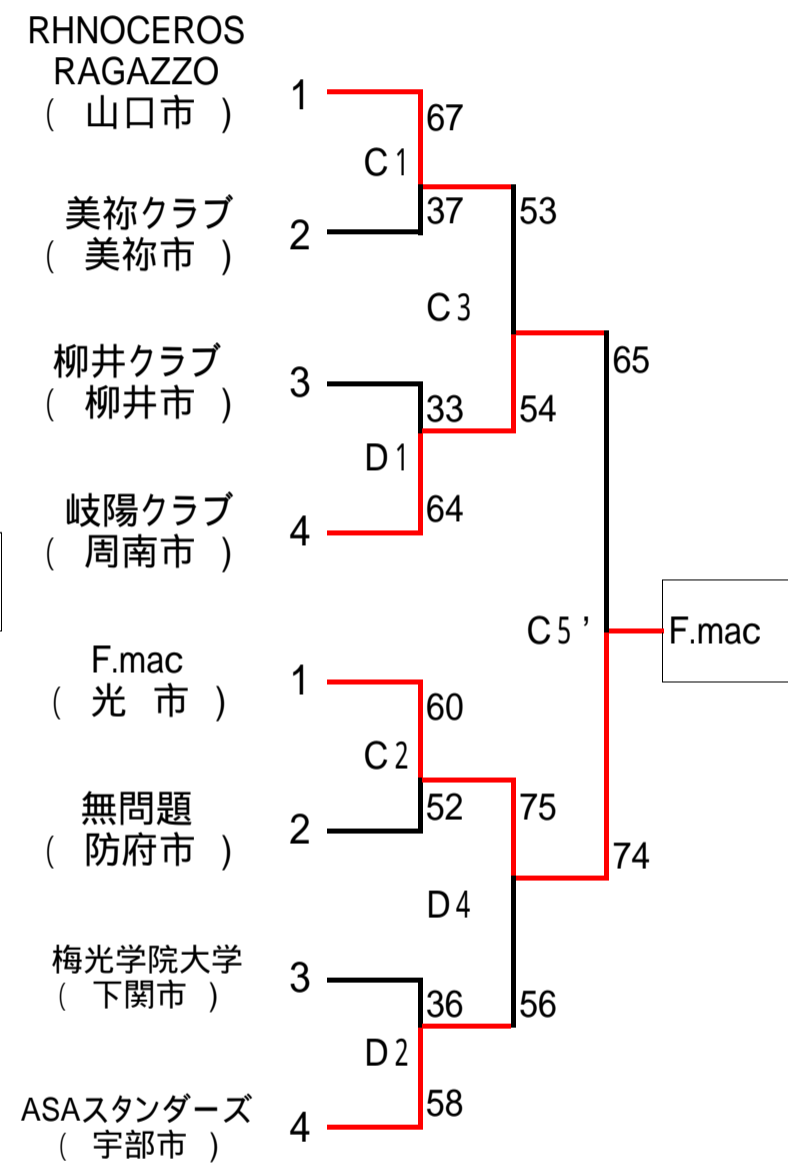 RHNOCEROS
RAGAZZO
( 山口市 )
1
67
C1
37
53
美祢クラブ
( 美祢市 )
2
C3
柳井クラブ
( 柳井市 )
3
33
54
65
D1
岐陽クラブ
( 周南市 )
4
64
C5’
F.mac
F.mac
( 光 市 )
1
60
C2
52
75
無問題
( 防府市 )
2
74
D4
梅光学院大学
( 下関市 )
3
36
56
D2
ASAスタンダーズ
( 宇部市 )
4
58